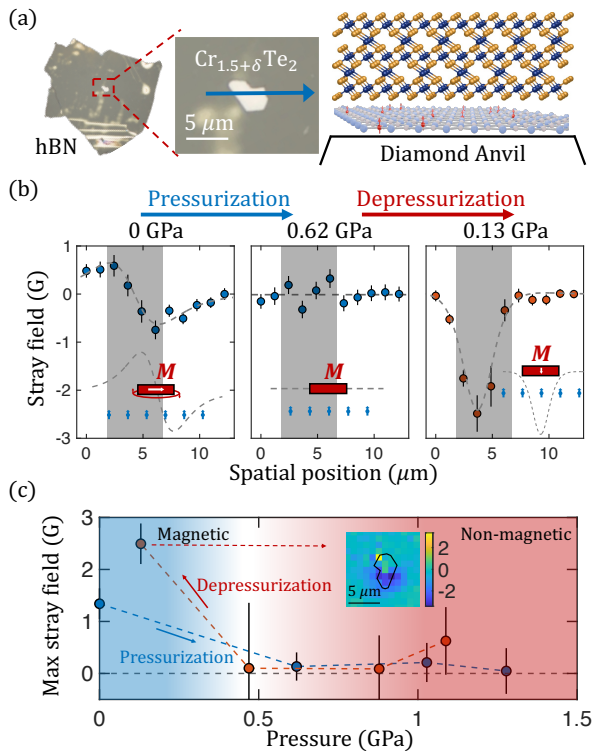 (a)
hBN
Cr1.5+δTe2
5 μm
Diamond Anvil
(b)
Pressurization
Depressurization
0 GPa
0.62 GPa
0.13 GPa
Stray field (G)
1
0
-1
-2
-3
M
M
M
0 5 10
0 5 10
0 5 10
Spatial position (μm)
(c)
Max stray field (G)
3
2
1
0
Magnetic
Non-magnetic
Depressurization
Pressurization
5 μm
2
0
-2
0 0.5 1 1.5
Pressure (GPa)